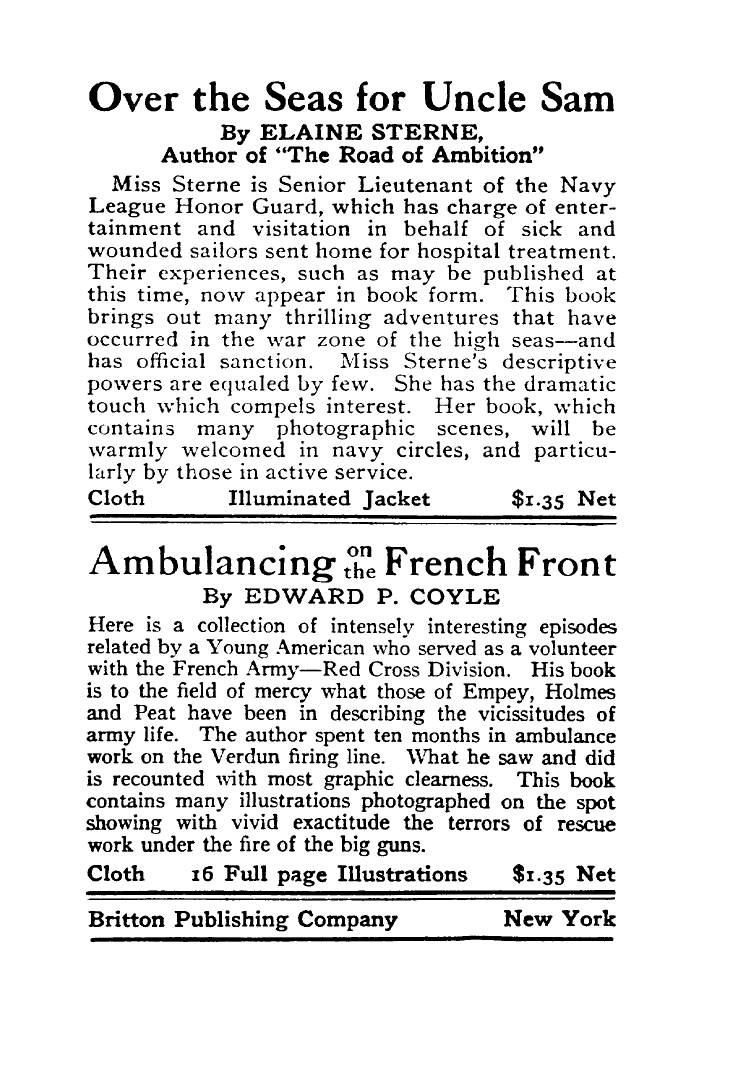 Over the Seas for Uncle Sam
By ELAINE STERNE,
Author of “The Road of Ambition”
Miss Sterne is Senior Lieutenant of the Navy
League Honor Guard, which has charge of enter-
tainment and visitation in behalf of sick and
wounded sailors sent home for hospital treatment.
Their experiences, such as may be published at
this time, now appear in book form. This book
brings out many thrilling adventures that have
occurred in the war zone of the high seas—and
has official sanction. Miss Sterne's descriptive
powers are equaled by few. She has the dramatic
touch which compels interest. Her book, which
contains many photographic scenes, will be
warmly welcomed in navy circles, and particu-
larly by those in active service.
Cloth Illuminated Jacket $1.35 Net
Ambulancing on the French Front
By EDWARD P. COYLE
Here is a collection of intensely interesting episodes
related by a Young American who served as a volunteer
with the French Army—Red Cross Division. His book
is to the field of mercy what those of Empey, Holmes
and Peat have been in describing the vicissitudes of
army life. The author spent ten months in ambulance
work on the Verdun firing line. What he saw and did
is recounted with most graphic clearness. This book
contains many illustrations photographed on the spot
showing with vivid exactitude the terrors of rescue
work under the fire of the big guns.
Cloth 16 Full page Illustrations $1.35 Net
Britton Publishing Company New York